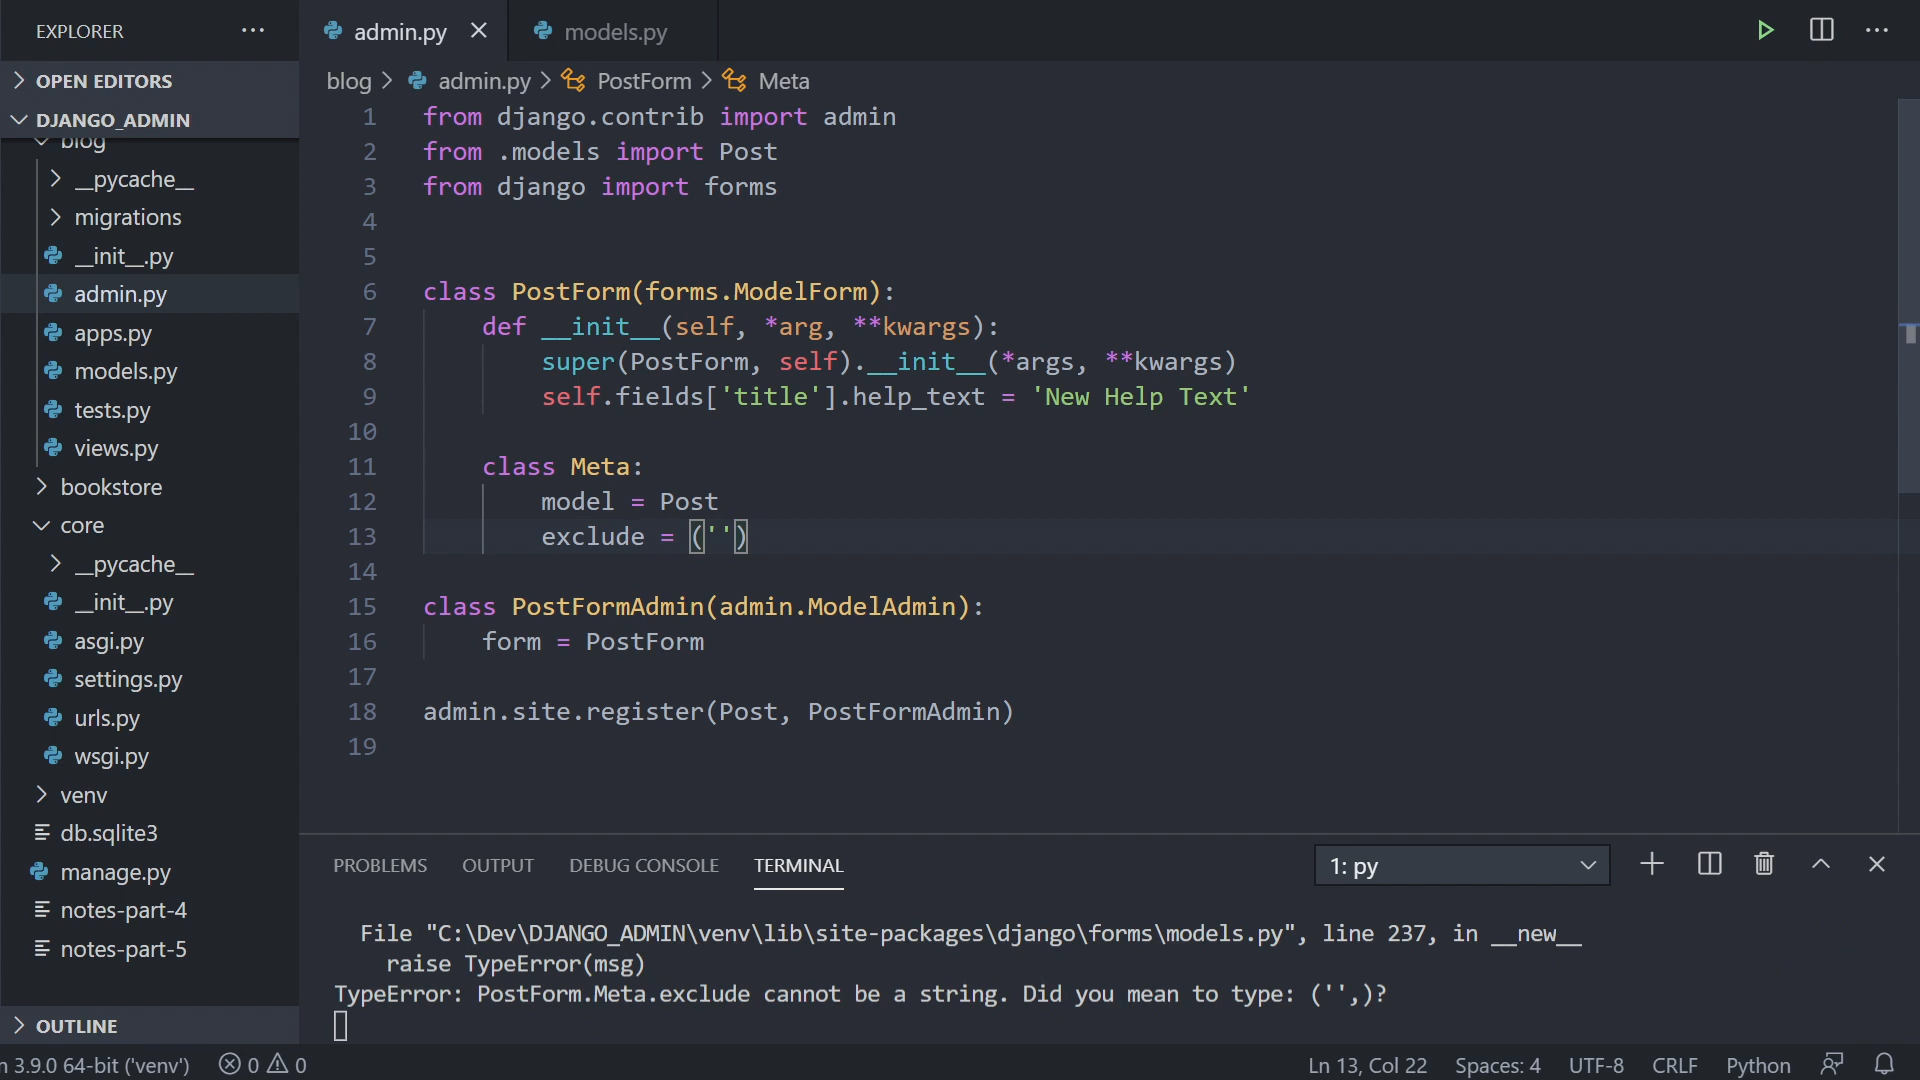 EXPLORER
OPEN EDITORS
DJANGO_ADMIN
blog
__pycache__
migrations
__init__.py
admin.py
apps.py
models.py
tests.py
views.py
bookstore
core
__pycache__
__init__.py
asgi.py
settings.py
urls.py
wsgi.py
venv
db.sqlite3
manage.py
notes-part-4
notes-part-5
OUTLINE
admin.py
models.py
blog > admin.py > PostForm > Meta
1 from django.contrib import admin
2 from .models import Post
3 from django import forms
4
5
6 class PostForm(forms.ModelForm):
7     def __init__(self, *arg, **kwargs):
8         super(PostForm, self).__init__(*args, **kwargs)
9         self.fields['title'].help_text = 'New Help Text'
10
11     class Meta:
12         model = Post
13         exclude = ('')
14
15 class PostFormAdmin(admin.ModelAdmin):
16     form = PostForm
17
18 admin.site.register(Post, PostFormAdmin)
19
PROBLEMS OUTPUT DEBUG CONSOLE TERMINAL
1: py
File "C:\Dev\DJANGO_ADMIN\venv\lib\site-packages\django\forms\models.py", line 237, in __new__
raise TypeError(msg)
TypeError: PostForm.Meta.exclude cannot be a string. Did you mean to type: ('',)?
n 3.9.0 64-bit ('venv') 0 0 Ln 13, Col 22 Spaces: 4 UTF-8 CRLF Python